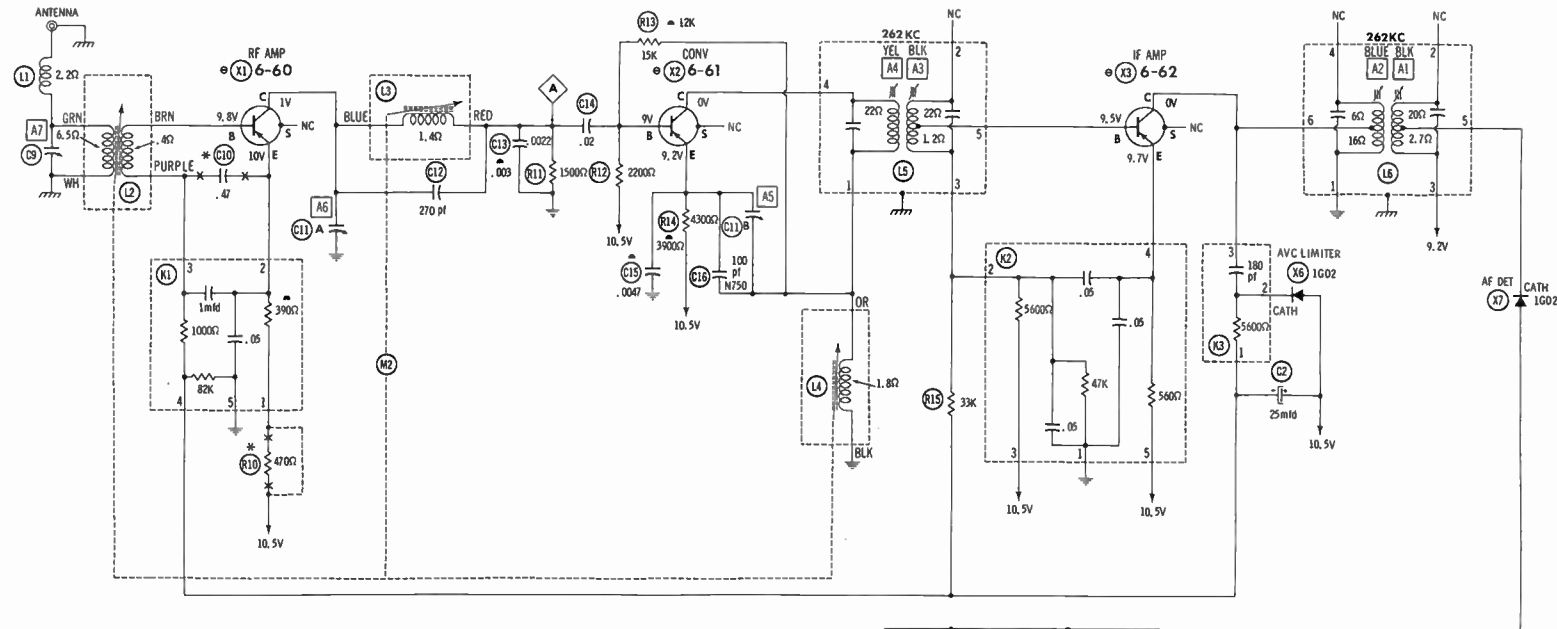 ANTENNA
L1
2.2Ω
GRN
A7
6.5Ω
C9
WH
L2
BRN
.4Ω
PURPLE
* C10
.47
RF AMP
⊖ X1 6-60
C
1V
9.8V
B
S
NC
10V
E
K1
3
2
1mfd
390Ω
1000Ω
.05
82K
4
5
1
*
R10
470Ω
10.5V
BLUE
L3
RED
1.4Ω
C12
270 pf
A6
C11 A
M2
A
C13
.0022
.003
R11
1500Ω
C14
.02
R12
2200Ω
10.5V
R13
12K
15K
CONV
⊖ X2 6-61
C
0V
9V
B
S
NC
9.2V
E
R14
4300Ω
3900Ω
C15
.0047
C16
100
pf
N750
C11 B
A5
10.5V
OR
L4
1.8Ω
BLK
NC
262KC
YEL BLK
A4 A3
2
4
22Ω
22Ω
1.2Ω
5
L5
1
3
R15
33K
IF AMP
⊖ X3 6-62
C
0V
9.5V
B
S
NC
9.7V
E
K2
2
4
.05
5600Ω
.05
47K
560Ω
.05
3
1
5
10.5V
10.5V
NC
NC
262KC
4
BLUE BLK
2
A2 A1
6
6Ω
20Ω
5
16Ω
2.7Ω
L6
1
3
9.2V
3
180
pf
2
5600Ω
K3
1
AVC LIMITER
X6 1G02
CATH
C2
25mfd
10.5V
AF DET
X7
CATH
1G02